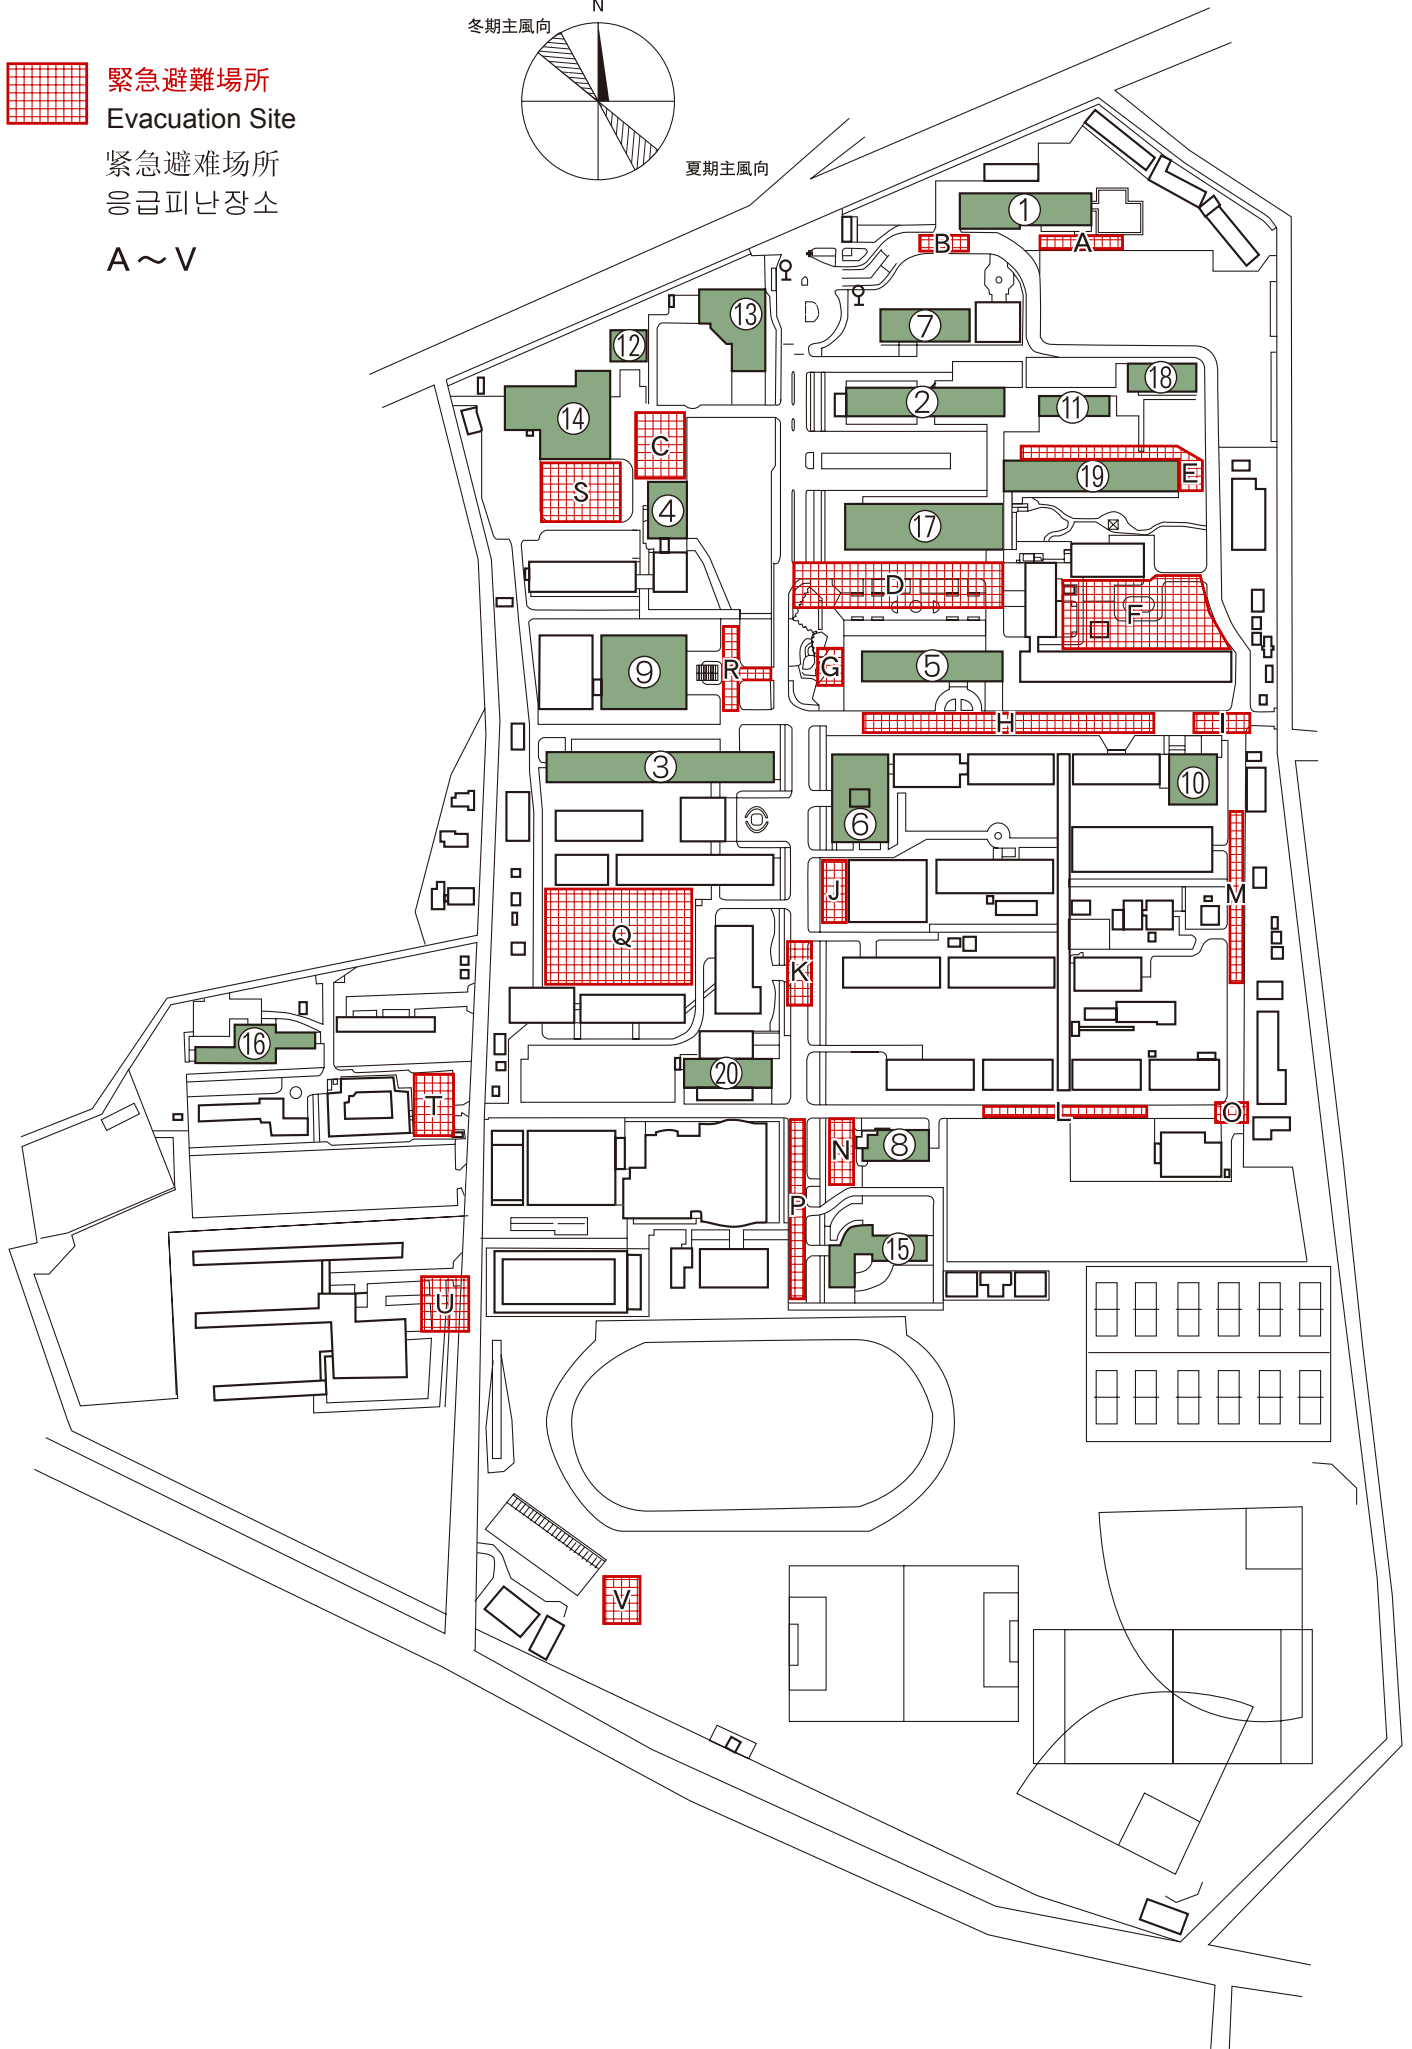 N
冬期主風向
夏期主風向
緊急避難場所
Evacuation Site
紧急避难场所
응급피난장소
A～V
①
B
A
⑬
⑦
⑫
⑱
②
⑪
⑭
C
⑲
E
S
④
⑰
D
F
⑨
R
G
⑤
H
I
③
⑩
⑥
J
M
Q
K
⑯
⑳
T
L
O
N
⑧
P
⑮
U
V